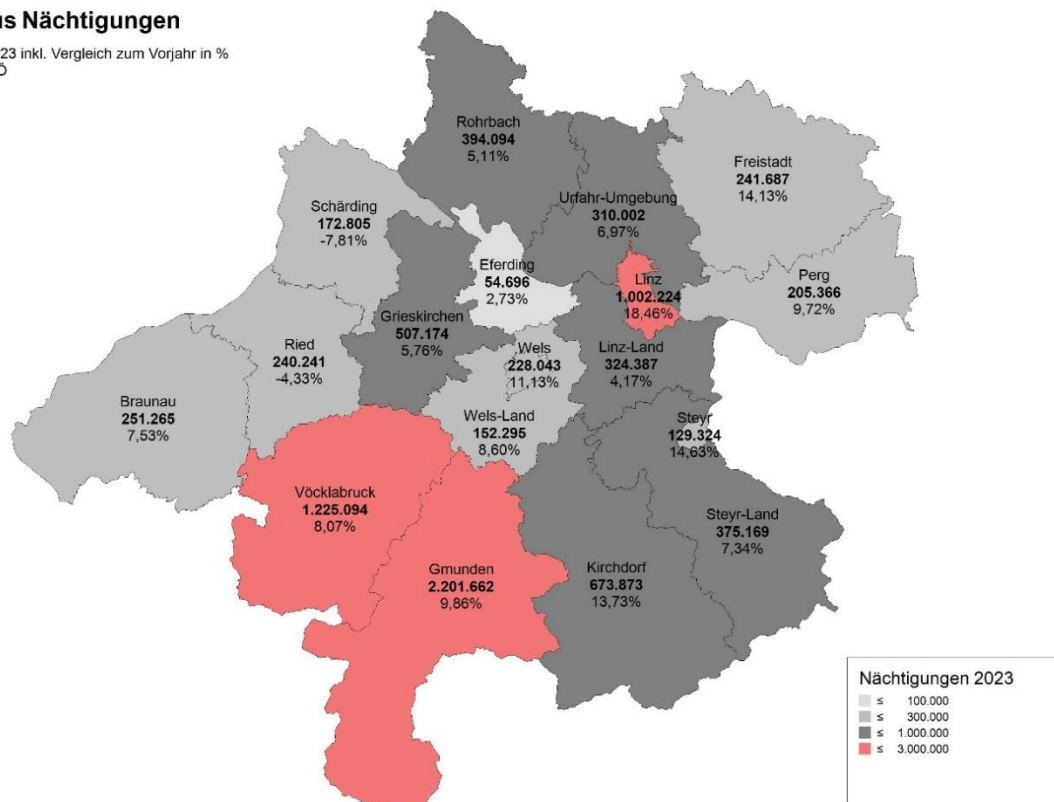 Nächtigungen
23 inkl. Vergleich zum Vorjahr in %
Rohrbach
394.094
5,11%
Freistadt
241.687
14,13%
Urfahr-Umgebung
310.002
6,97%
Schärding
172.805
-7,81%
Eferding
54.696
2,73%
Linz
1.002.224
18,46%
Perg
205.366
9,72%
Grieskirchen
507.174
5,76%
Ried
240.241
-4,33%
Wels
228.043
11,13%
Linz-Land
324.387
4,17%
Braunau
251.265
7,53%
Wels-Land
152.295
8,60%
Steyr
129.324
14,63%
Vöcklabruck
1.225.094
8,07%
Steyr-Land
375.169
7,34%
Gmunden
2.201.662
9,86%
Kirchdorf
673.873
13,73%
Nächtigungen 2023
≤ 100.000
≤ 300.000
≤ 1.000.000
≤ 3.000.000